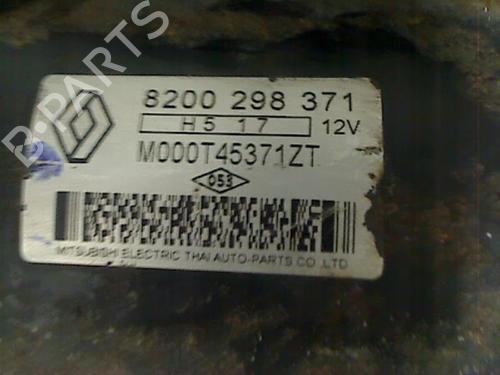 B-PARTS
8200 298 371
H5 17 12V
M000T45371ZT
053
MITSUBISHI ELECTRIC THAI AUTO-PARTS CO.,LTD